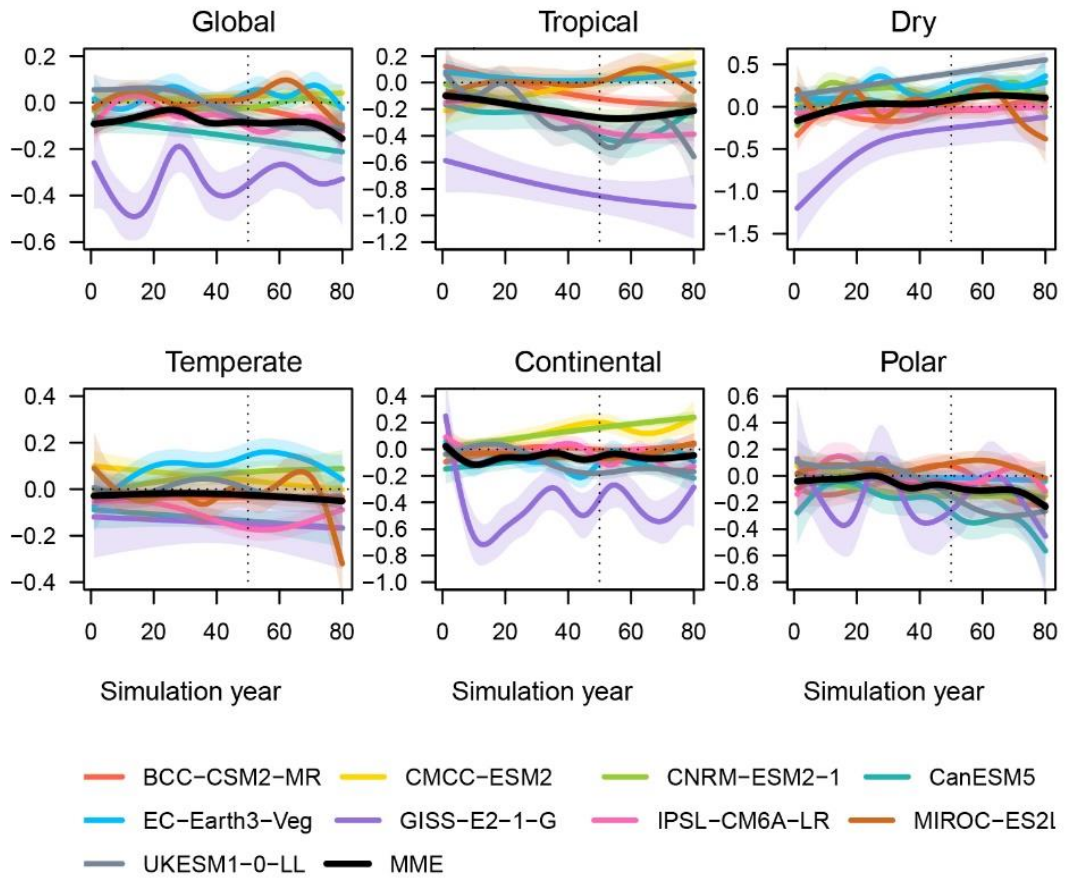 Global Tropical Dry
0.2 0.2 0.5
0.0 0.0 0.0
−0.2 −0.2 −0.5
−0.4 −0.4 −1.0
−0.6 −0.6 −1.5
−0.8
−1.0
−1.2
0 20 40 60 80 0 20 40 60 80 0 20 40 60 80
Temperate Continental Polar
0.4 0.4 0.6
0.2 0.2 0.4
0.0 0.0 0.2
−0.2 −0.2 0.0
−0.4 −0.4 −0.2
−0.6 −0.4
−0.8 −0.6
−1.0 −0.8
0 20 40 60 80 0 20 40 60 80 0 20 40 60 80
Simulation year Simulation year Simulation year
BCC−CSM2−MR CMCC−ESM2 CNRM−ESM2−1 CanESM5
EC−Earth3−Veg GISS−E2−1−G IPSL−CM6A−LR MIROC−ES2L
UKESM1−0−LL MME